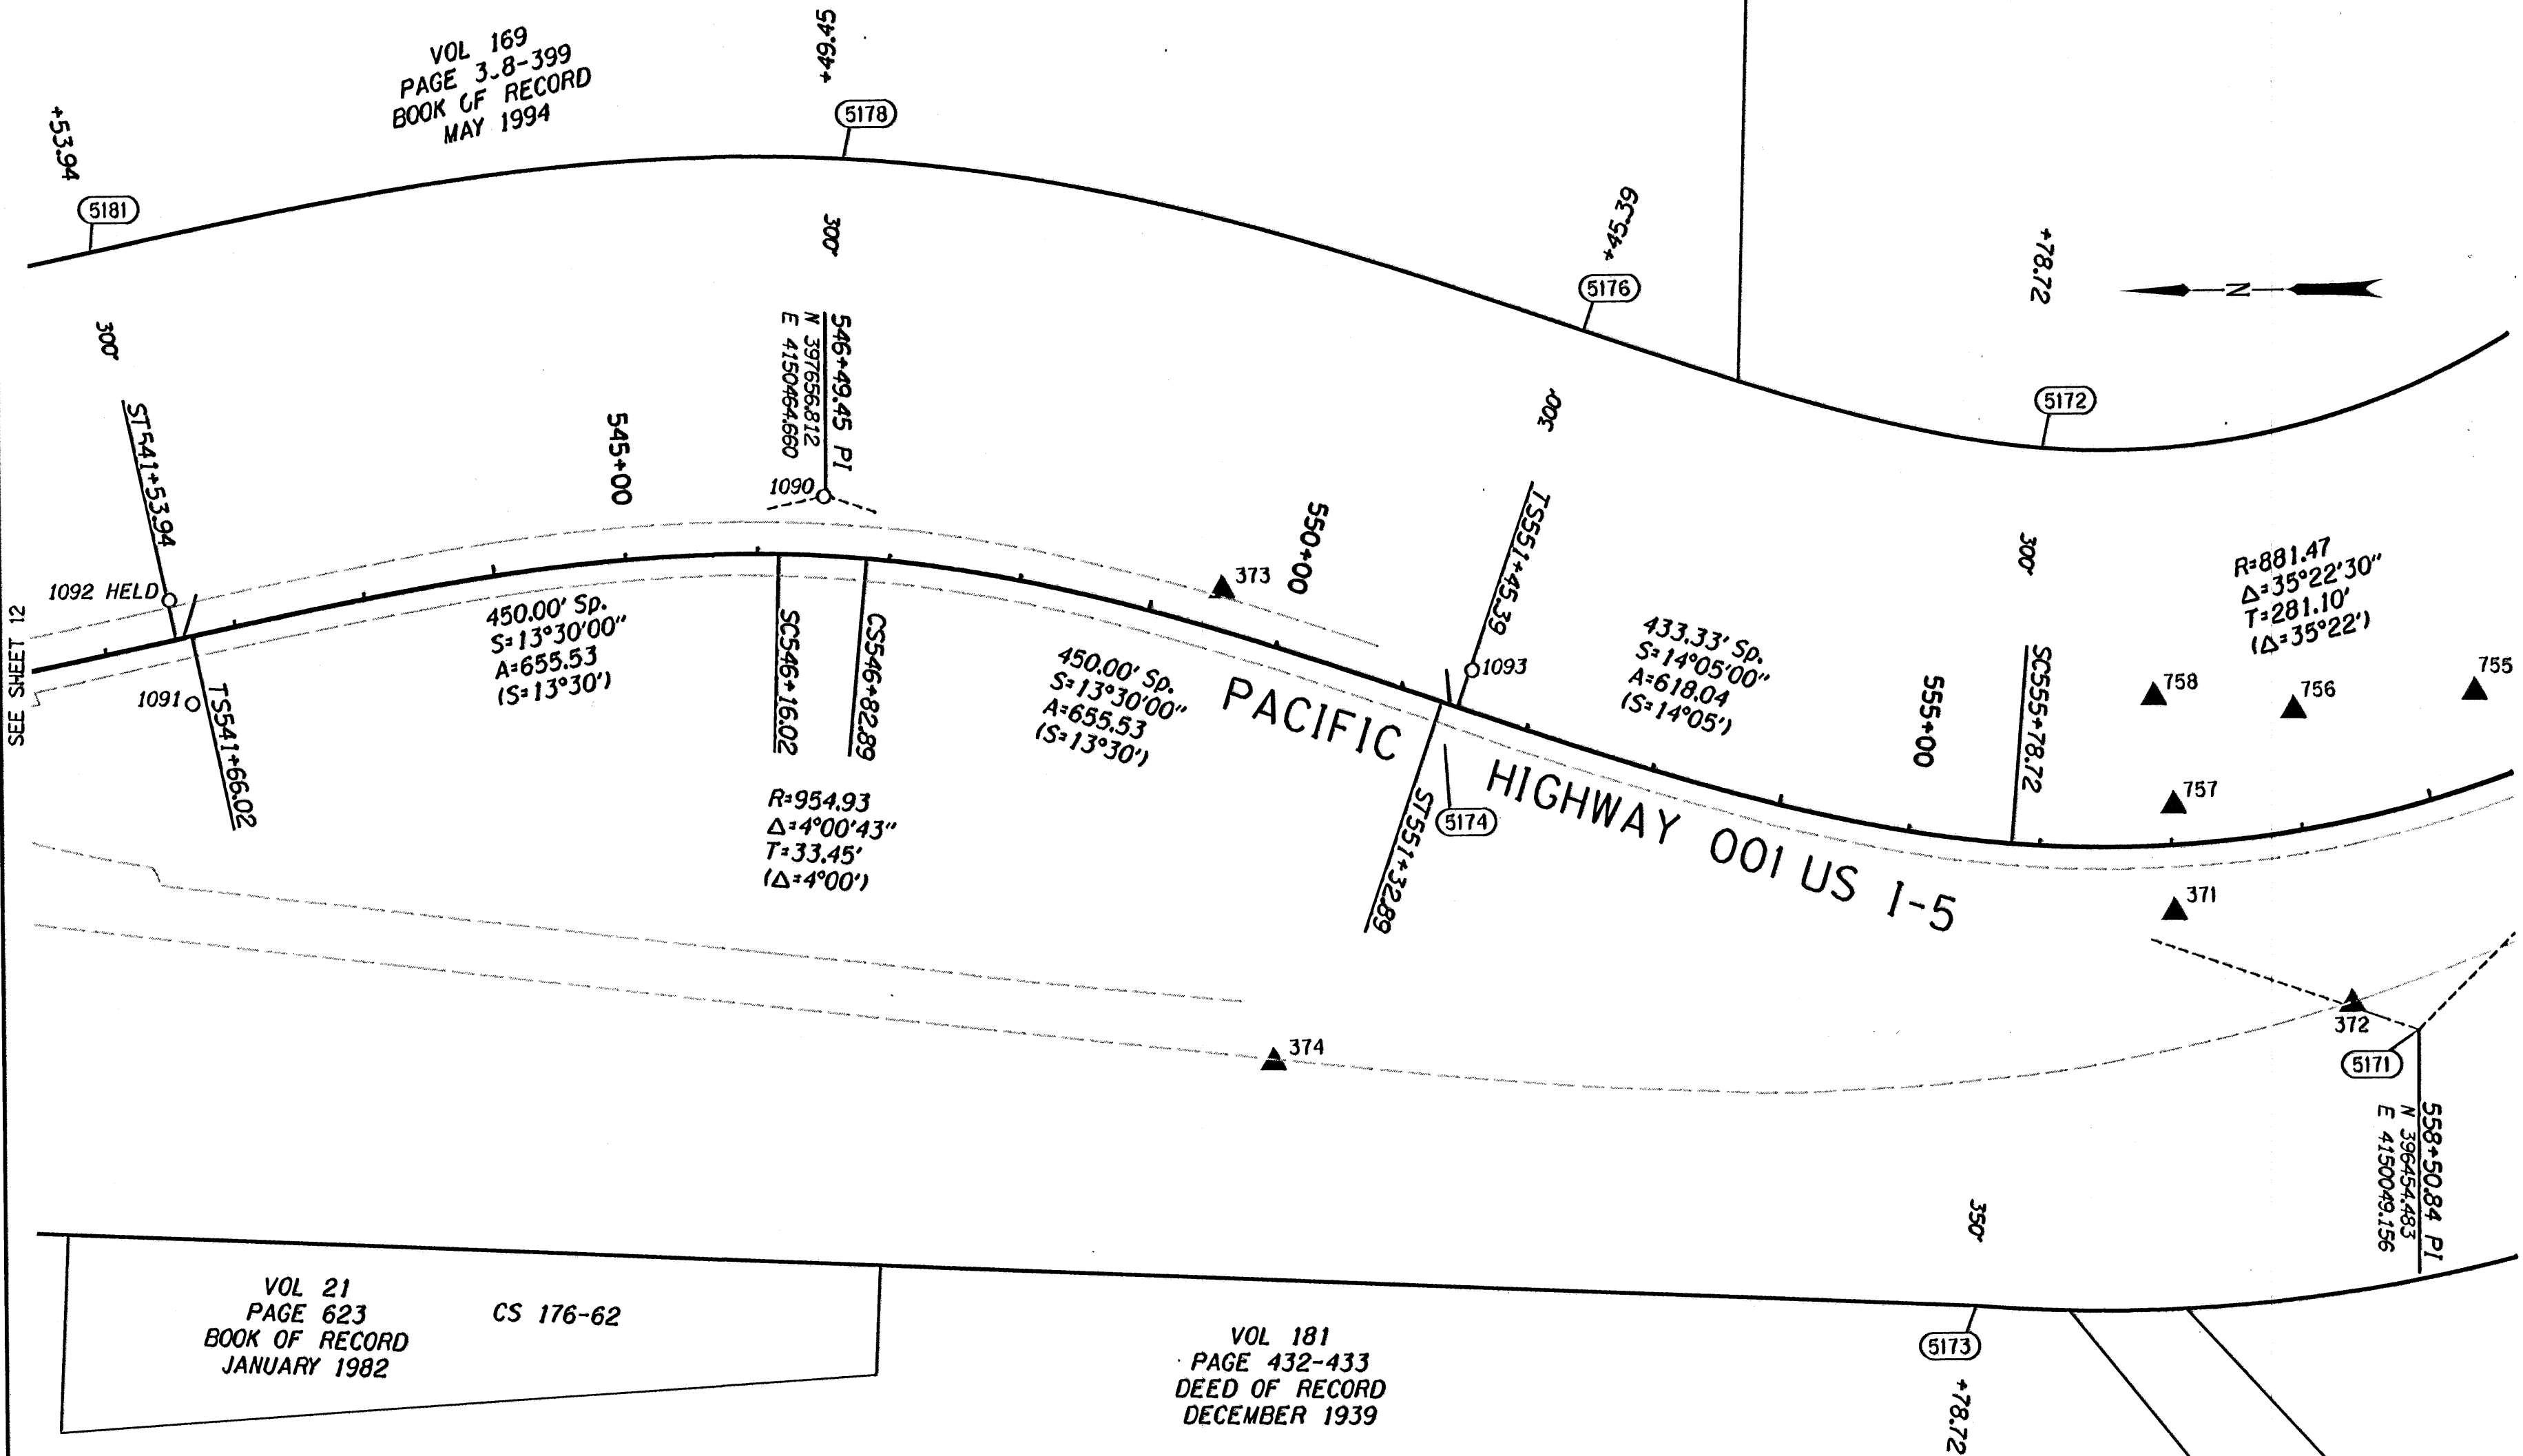 VOL 169
PAGE
BOOK OF RECORD
MAY 1994
+53.94
5181
+49.45
5178
300'
+45.39
5176
+78.72
5172
N
300'
ST541+53.94
1092 HELD
1091
TS541+66.02
SEE SHEET 12
545+00
546+49.45 PI
N 397656.812
E 4150464.660
1090
450.00' Sp.
S=13°30'00"
A=655.53
(S=13°30')
SC546+16.02
CS546+82.89
R=954.93
Δ=4°00'43"
T=33.45'
(Δ=4°00')
373
550+00
450.00' Sp.
S=13°30'00"
A=655.53
(S=13°30')
300'
TS551+45.39
1093
ST551+32.89
5174
PACIFIC HIGHWAY 001 US I-5
433.33' Sp.
S=14°05'00"
A=618.04
(S=14°05')
555+00
300'
SC555+78.72
R=881.47
Δ=35°22'30"
T=281.10'
(Δ=35°22')
758
756
755
757
371
372
5171
558+50.84 PI
N 396454.483
E 4150049.156
374
350'
5173
+78.72
VOL 21
PAGE 623
BOOK OF RECORD
JANUARY 1982
CS 176-62
VOL 181
PAGE 432-433
DEED OF RECORD
DECEMBER 1939